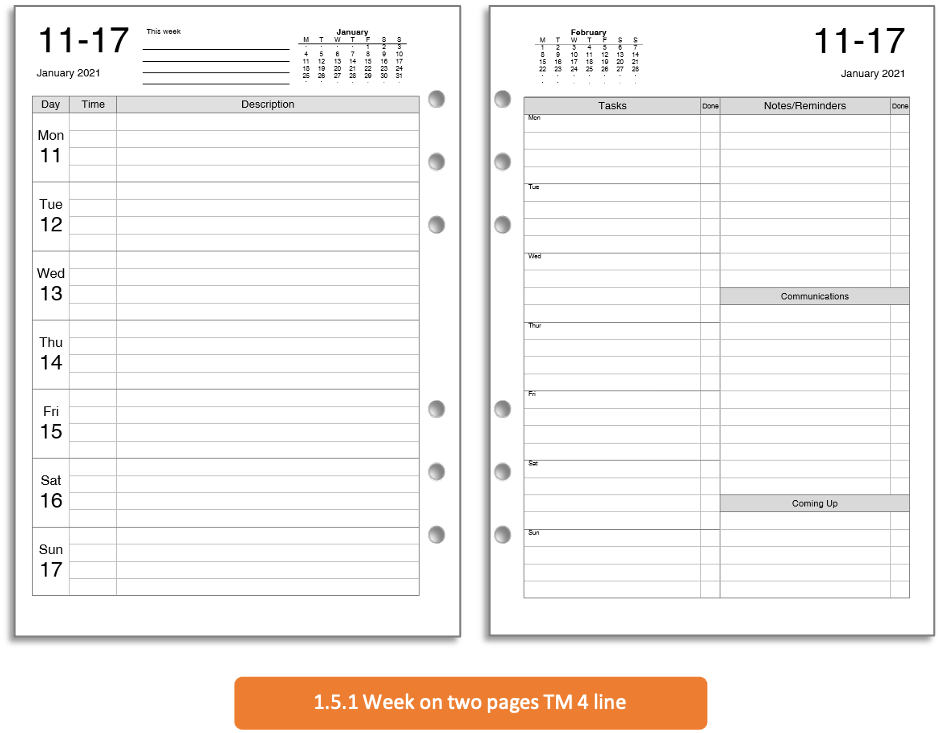 11-17
This week
January 2021
January
M T W T F S S
- - - - 1 2 3
4 5 6 7 8 9 10
11 12 13 14 15 16 17
18 19 20 21 22 23 24
25 26 27 28 29 30 31
Day Time Description
Mon
11
Tue
12
Wed
13
Thu
14
Fri
15
Sat
16
Sun
17
February
M T W T F S S
1 2 3 4 5 6 7
8 9 10 11 12 13 14
15 16 17 18 19 20 21
22 23 24 25 26 27 28
11-17
January 2021
Tasks Done Notes/Reminders Done
Mon
Tue
Wed
Communications
Thur
Fri
Sat
Coming Up
Sun
1.5.1 Week on two pages TM 4 line